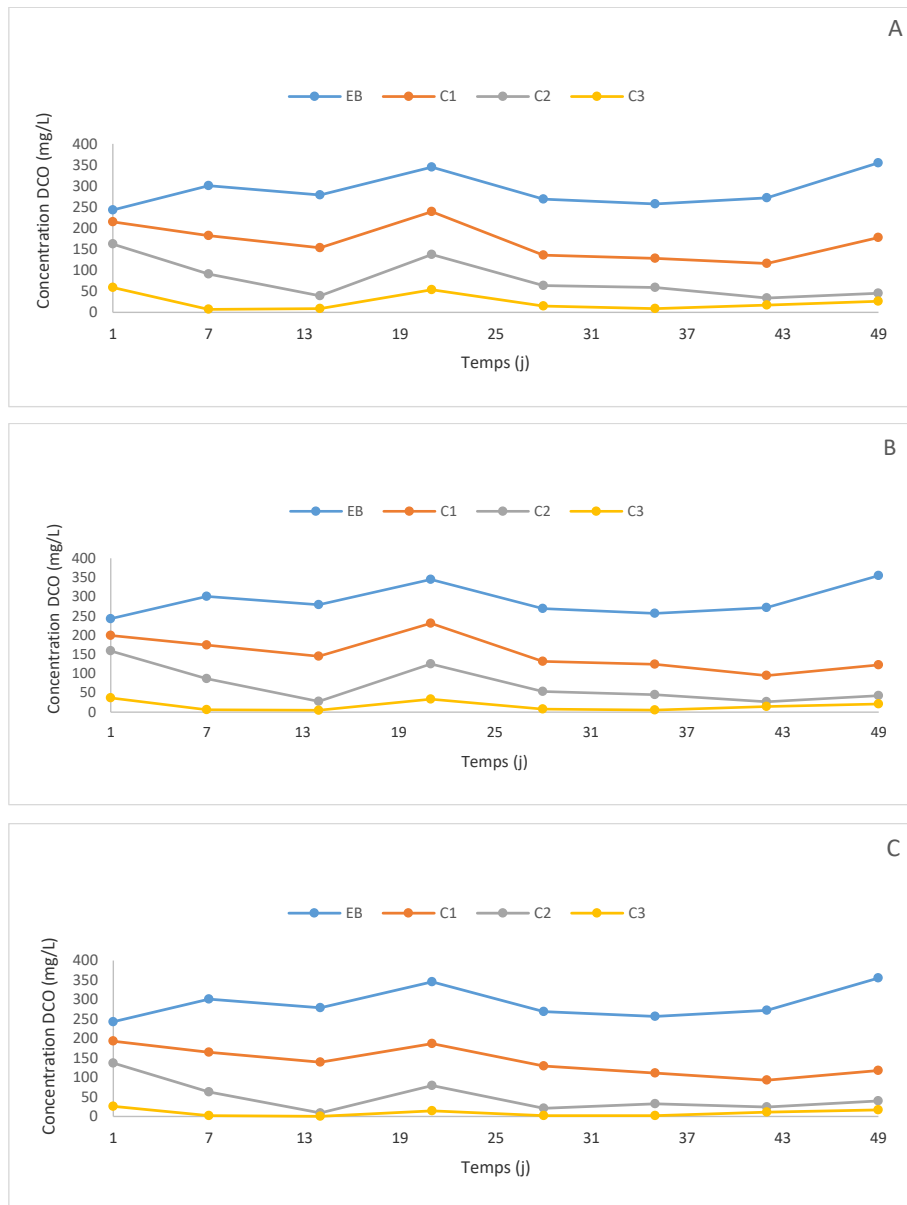 A
EB C1 C2 C3
Concentration DCO (mg/L)
400
350
300
250
200
150
100
50
0
1 7 13 19 25 31 37 43 49
Temps (j)
B
EB C1 C2 C3
Concentration DCO (mg/L)
400
350
300
250
200
150
100
50
0
1 7 13 19 25 31 37 43 49
Temps (j)
C
EB C1 C2 C3
Concentration DCO (mg/L)
400
350
300
250
200
150
100
50
0
1 7 13 19 25 31 37 43 49
Temps (j)